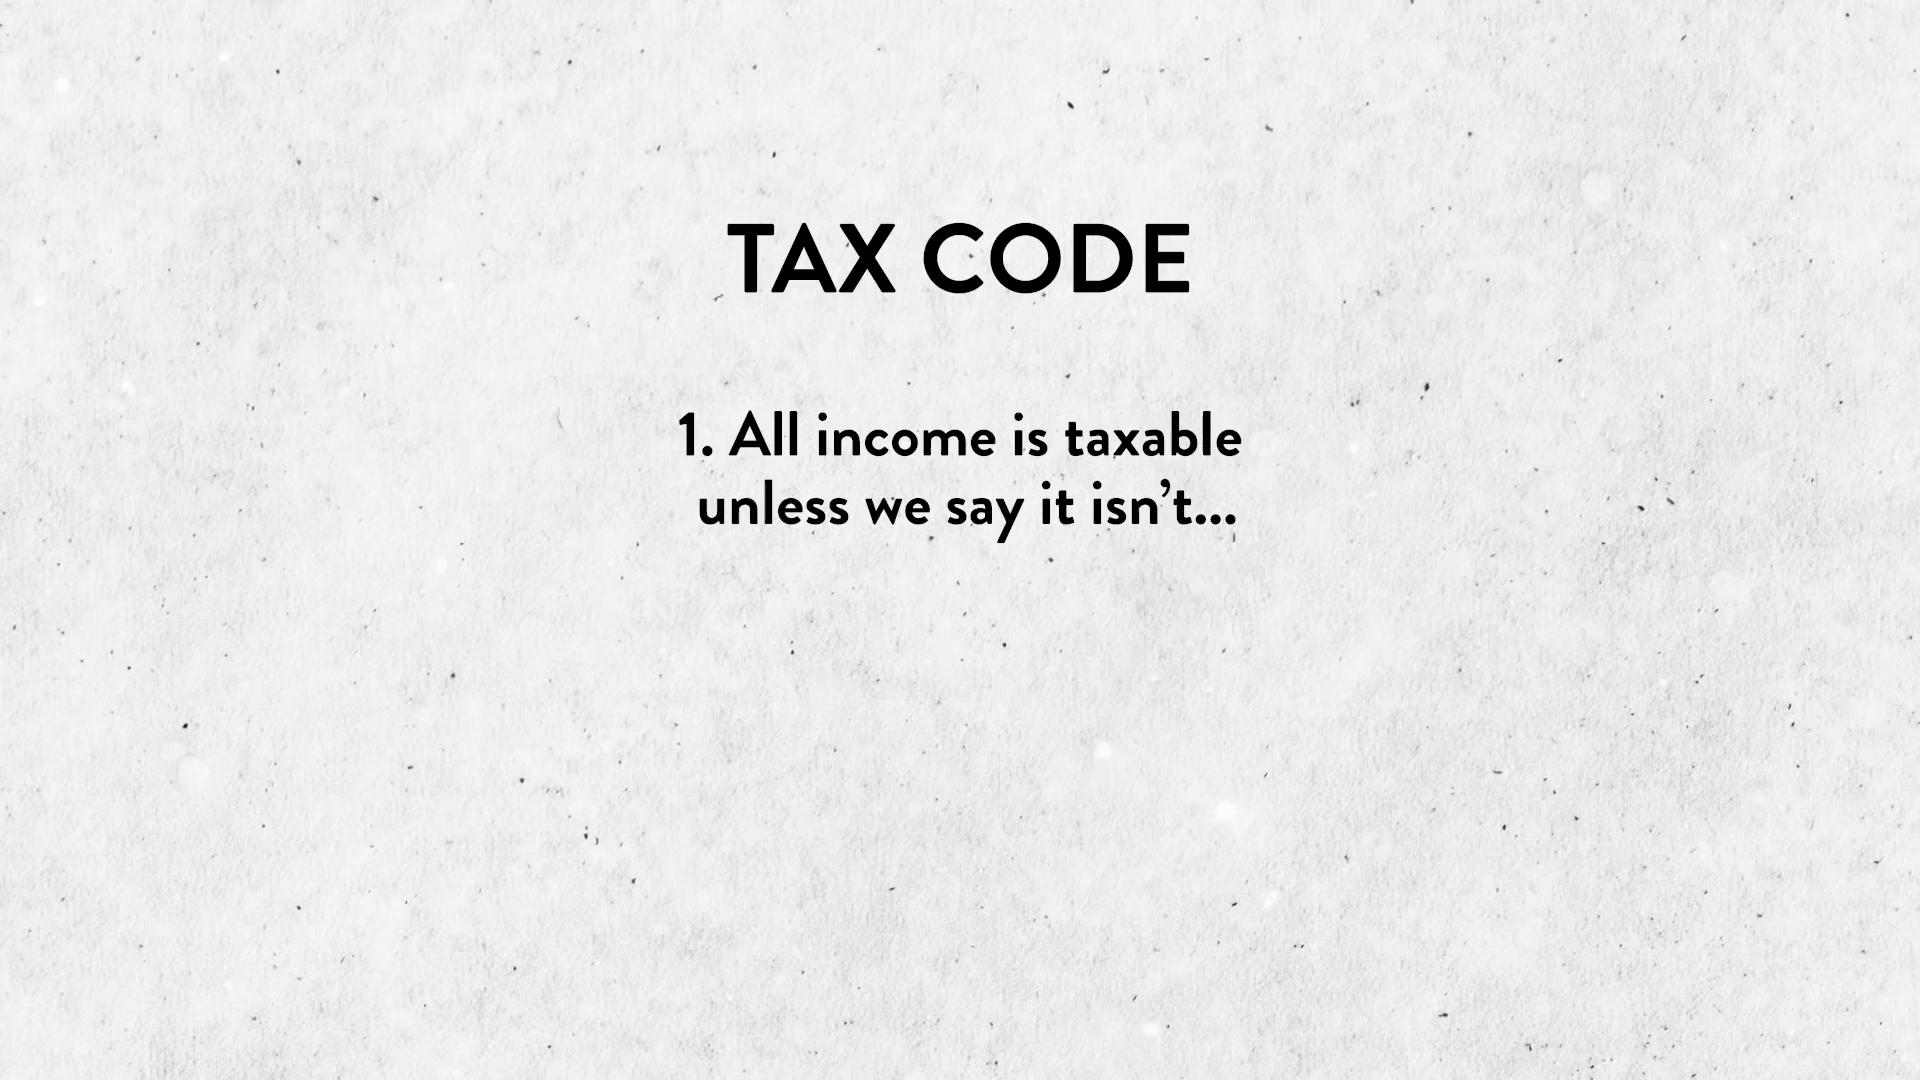 TAX CODE
1. All income is taxable
unless we say it isn’t...